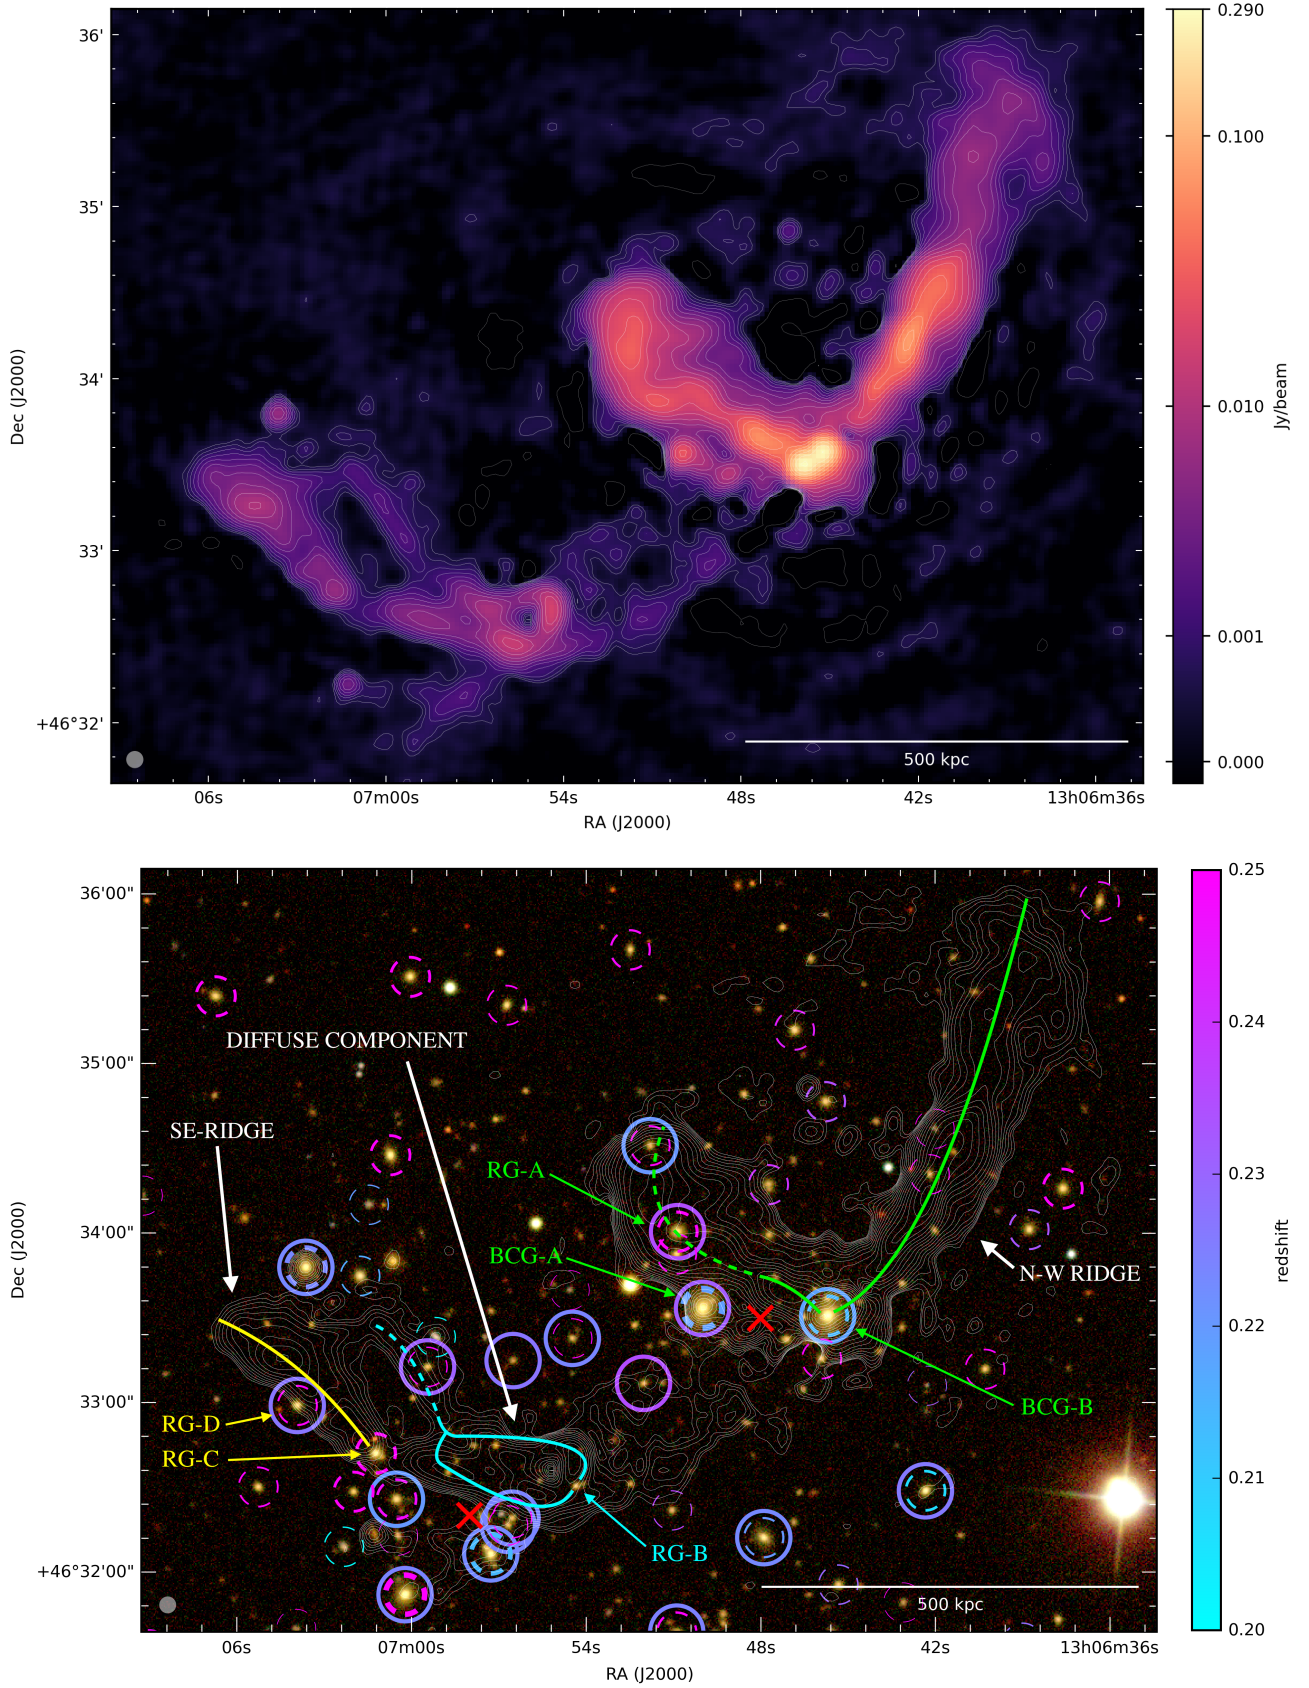 36'
35'
34'
33'
+46°32'
Dec (J2000)
06s
07m00s
54s
48s
42s
13h06m36s
RA (J2000)
500 kpc
0.290
0.100
0.010
0.001
0.000
Jy/beam
36'00"
35'00"
34'00"
33'00"
+46°32'00"
Dec (J2000)
DIFFUSE COMPONENT
SE-RIDGE
RG-A
BCG-A
N-W RIDGE
BCG-B
RG-D
RG-C
RG-B
500 kpc
06s
07m00s
54s
48s
42s
13h06m36s
RA (J2000)
0.25
0.24
0.23
0.22
0.21
0.20
redshift